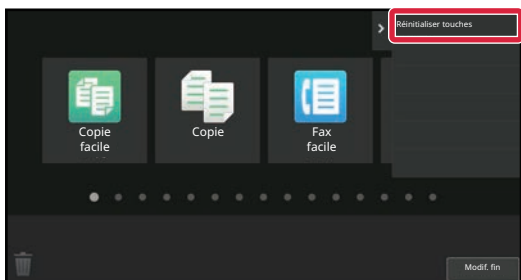 Réinitialiser touches
Copie
facile
Copie
Fax
facile
Modif. fin